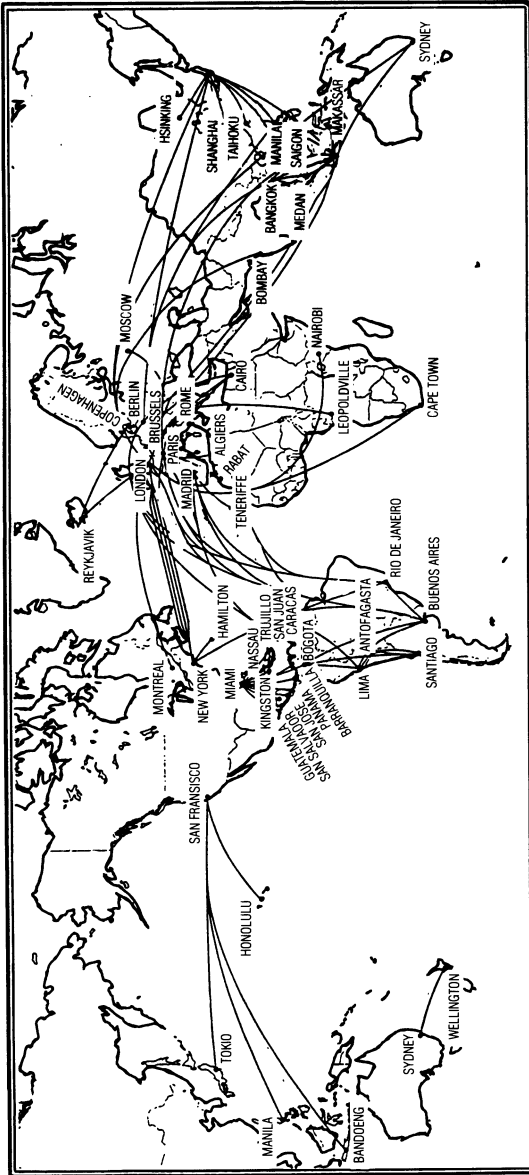 MANILA
TOKIO
BANDOENG
SYDNEY
WELLINGTON
HONOLULU
SAN FRANSISCO
MONTREAL
NEW YORK
MIAMI
NASSAU
KINGSTON
HAMILTON
TRUJILLO
SAN JUAN
CARACAS
BOGOTA
GUATEMALA
SAN SALVADOR
SAN JOSE
PANAMA
BARRANQUILLA
LIMA
ANTOFAGASTA
SANTIAGO
RIO DE JANEIRO
BUENOS AIRES
REYKJAVIK
LONDON
COPENHAGEN
BERLIN
BRUSSELS
PARIS
MADRID
ROME
MOSCOW
ALGIERS
RABAT
TENERIFFE
CAIRO
LEOPOLDVILLE
NAIROBI
CAPE TOWN
BOMBAY
HSINKING
SHANGHAI
TAIHOKU
MANILA
BANGKOK
SAIGON
MEDAN
MAKASSAR
SYDNEY